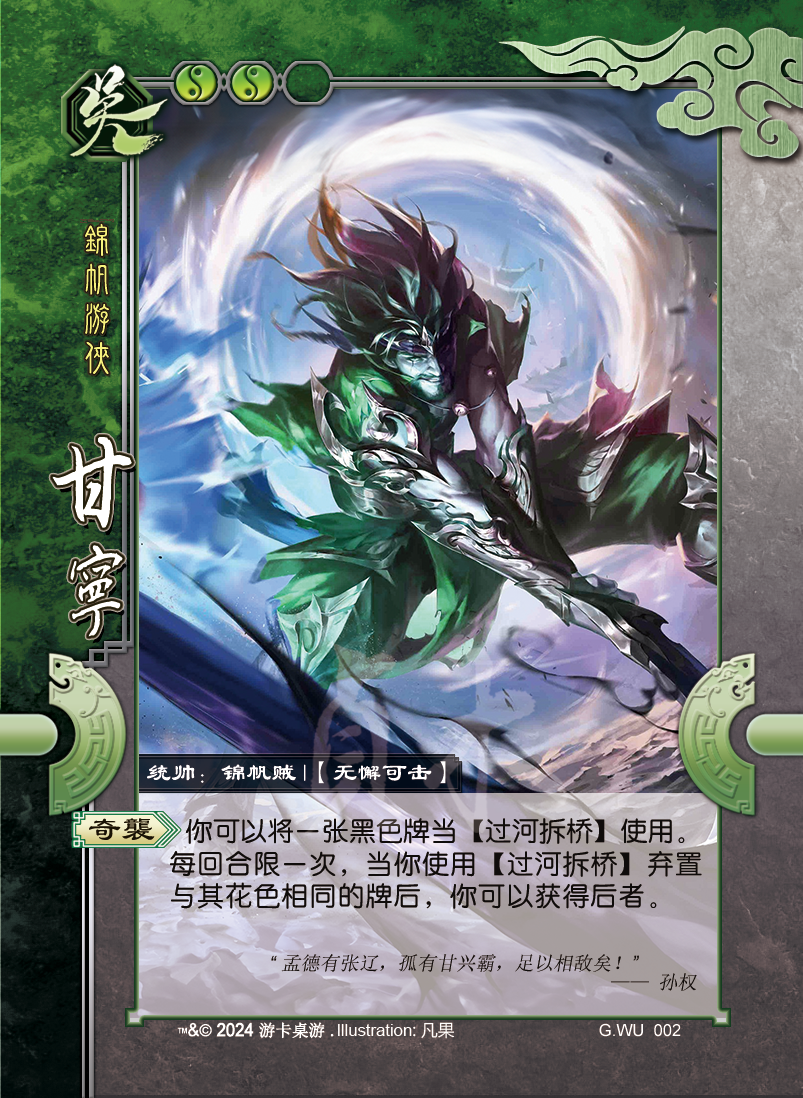 吴
錦帆游俠
甘寧
统帅：锦帆贼|【无懈可击】
奇襲
你可以将一张黑色牌当【过河拆桥】使用。
每回合限一次，当你使用【过河拆桥】弃置
与其花色相同的牌后，你可以获得后者。
“孟德有张辽，孤有甘兴霸，足以相敌矣！”
—— 孙权
™&© 2024 游卡桌游 . Illustration: 凡果
G.WU 002